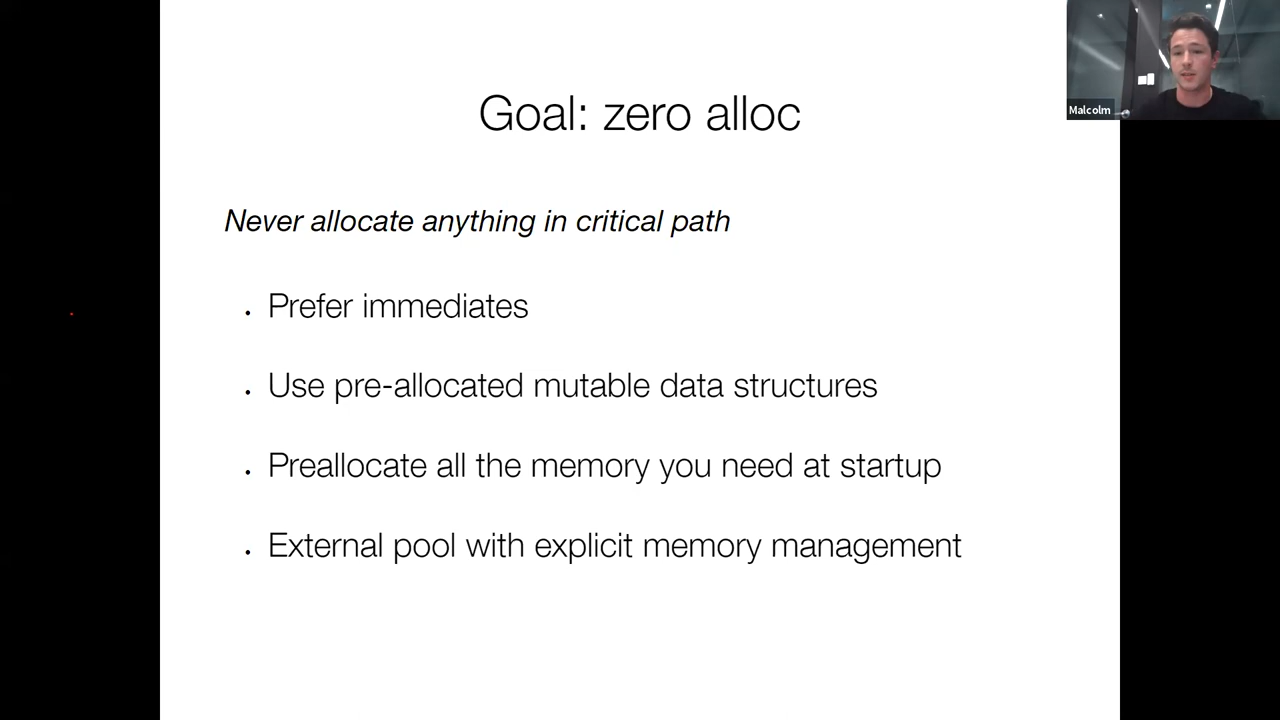 Goal: zero alloc
Malcolm
Never allocate anything in critical path
. Prefer immediates
. Use pre-allocated mutable data structures
. Preallocate all the memory you need at startup
. External pool with explicit memory management